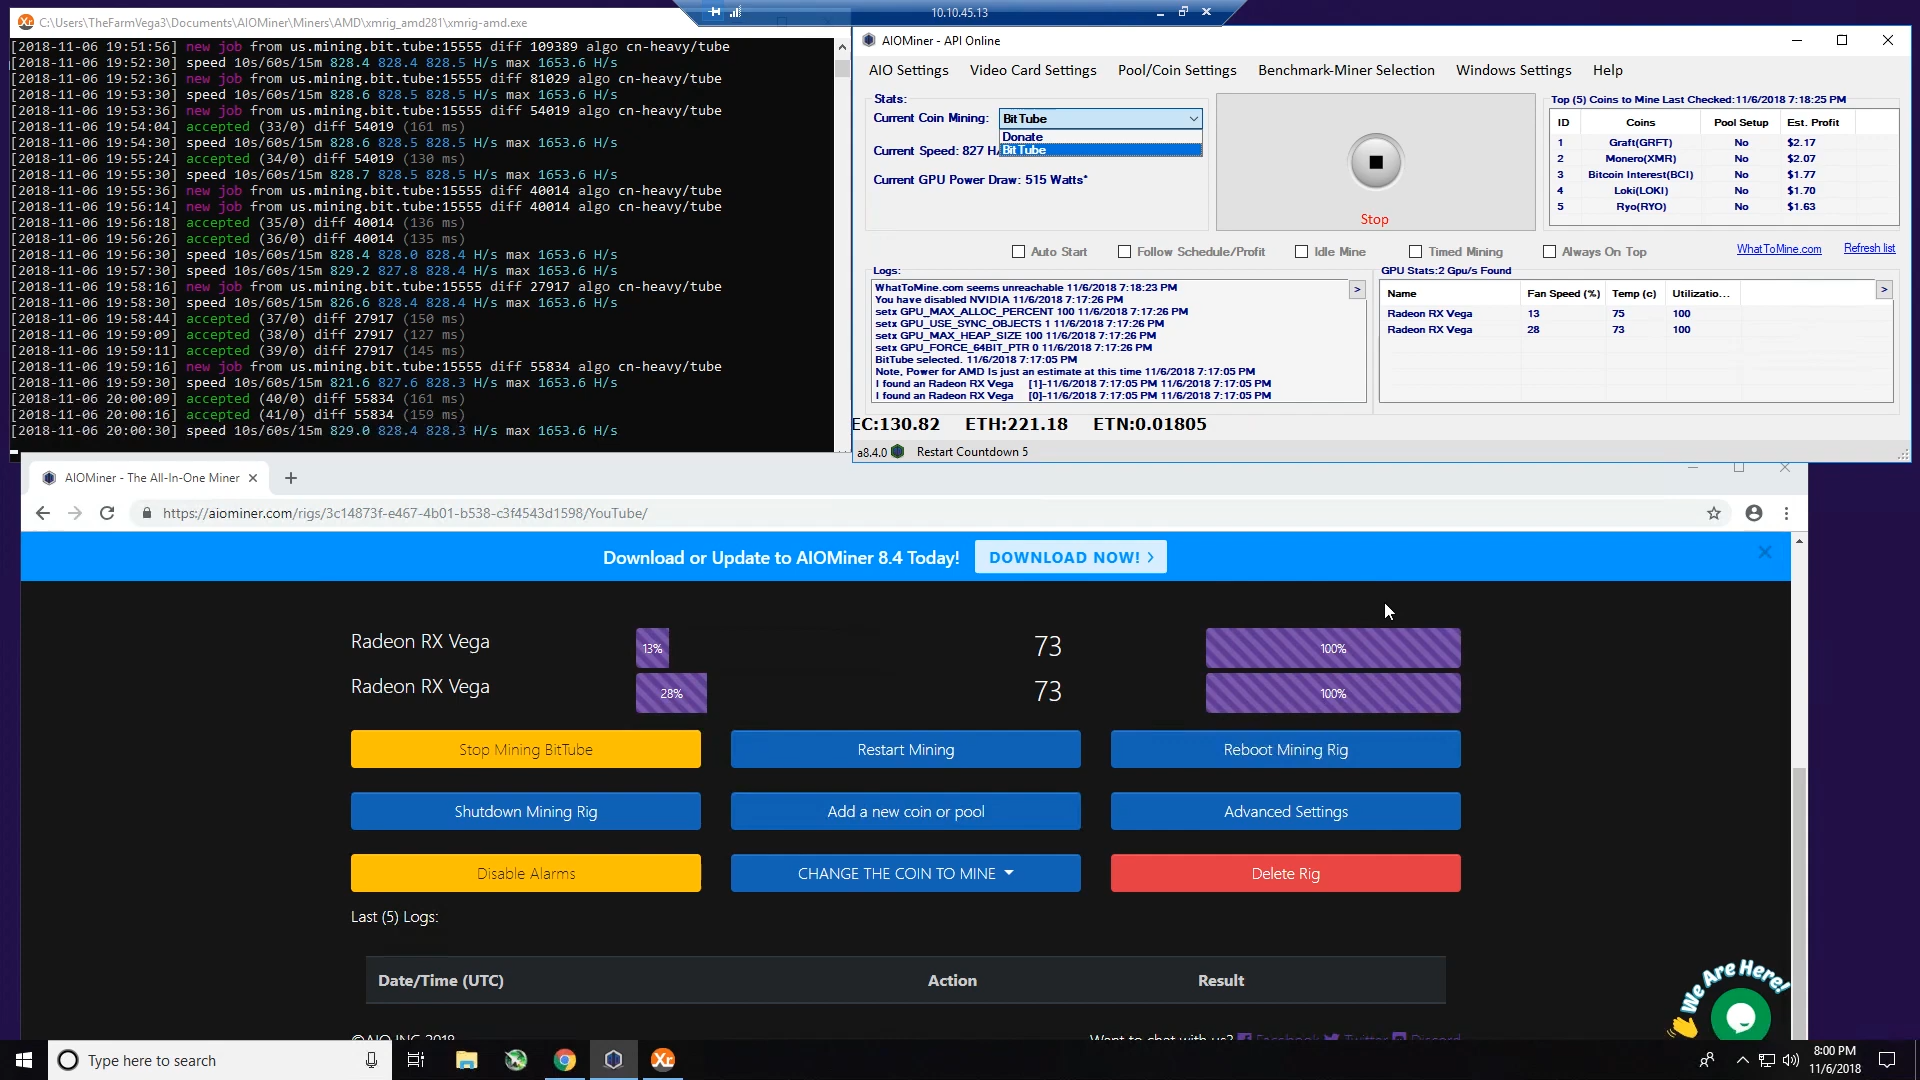 C:\Users\TheFarmVega3\Documents\AIOMiner\Miners\AMD\xmrig_amd281\xmrig-amd.exe
[2018-11-06 19:51:56] new job from us.mining.bit.tube:15555 diff 109389 algo cn-heavy/tube
[2018-11-06 19:52:30] speed 10s/60s/15m 828.4 828.4 828.5 H/s max 1653.6 H/s
[2018-11-06 19:52:36] new job from us.mining.bit.tube:15555 diff 81029 algo cn-heavy/tube
[2018-11-06 19:53:30] speed 10s/60s/15m 828.6 828.5 828.5 H/s max 1653.6 H/s
[2018-11-06 19:53:36] new job from us.mining.bit.tube:15555 diff 54019 algo cn-heavy/tube
[2018-11-06 19:54:04] accepted (33/0) diff 54019 (161 ms)
[2018-11-06 19:54:30] speed 10s/60s/15m 828.6 828.5 828.5 H/s max 1653.6 H/s
[2018-11-06 19:55:24] accepted (34/0) diff 54019 (130 ms)
[2018-11-06 19:55:30] speed 10s/60s/15m 828.7 828.5 828.5 H/s max 1653.6 H/s
[2018-11-06 19:55:36] new job from us.mining.bit.tube:15555 diff 40014 algo cn-heavy/tube
[2018-11-06 19:56:14] new job from us.mining.bit.tube:15555 diff 40014 algo cn-heavy/tube
[2018-11-06 19:56:18] accepted (35/0) diff 40014 (136 ms)
[2018-11-06 19:56:26] accepted (36/0) diff 40014 (135 ms)
[2018-11-06 19:56:30] speed 10s/60s/15m 828.4 828.0 828.4 H/s max 1653.6 H/s
[2018-11-06 19:57:30] speed 10s/60s/15m 829.2 827.8 828.4 H/s max 1653.6 H/s
[2018-11-06 19:58:16] new job from us.mining.bit.tube:15555 diff 27917 algo cn-heavy/tube
[2018-11-06 19:58:30] speed 10s/60s/15m 826.6 828.4 828.4 H/s max 1653.6 H/s
[2018-11-06 19:58:44] accepted (37/0) diff 27917 (150 ms)
[2018-11-06 19:59:09] accepted (38/0) diff 27917 (127 ms)
[2018-11-06 19:59:11] accepted (39/0) diff 27917 (145 ms)
[2018-11-06 19:59:16] new job from us.mining.bit.tube:15555 diff 55834 algo cn-heavy/tube
[2018-11-06 19:59:30] speed 10s/60s/15m 821.6 827.6 828.3 H/s max 1653.6 H/s
[2018-11-06 20:00:09] accepted (40/0) diff 55834 (161 ms)
[2018-11-06 20:00:16] accepted (41/0) diff 55834 (159 ms)
[2018-11-06 20:00:30] speed 10s/60s/15m 829.0 828.4 828.3 H/s max 1653.6 H/s
10.10.45.13
AIOMiner - API Online
AIO Settings Video Card Settings Pool/Coin Settings Benchmark-Miner Selection Windows Settings Help
Stats:
Current Coin Mining: BitTube
Donate
BitTube
Current Speed: 827 H/
Current GPU Power Draw: 515 Watts*
Stop
Top (5) Coins to Mine Last Checked:11/6/2018 7:18:25 PM
ID Coins Pool Setup Est. Profit
1 Graft(GRFT) No $2.17
2 Monero(XMR) No $2.07
3 Bitcoin Interest(BCI) No $1.77
4 Loki(LOKI) No $1.70
5 Ryo(RYO) No $1.63
Auto Start Follow Schedule/Profit Idle Mine Timed Mining Always On Top WhatToMine.com Refresh list
Logs:
WhatToMine.com seems unreachable 11/6/2018 7:18:23 PM
You have disabled NVIDIA 11/6/2018 7:17:26 PM
setx GPU_MAX_ALLOC_PERCENT 100 11/6/2018 7:17:26 PM
setx GPU_USE_SYNC_OBJECTS 1 11/6/2018 7:17:26 PM
setx GPU_MAX_HEAP_SIZE 100 11/6/2018 7:17:26 PM
setx GPU_FORCE_64BIT_PTR 0 11/6/2018 7:17:26 PM
BitTube selected. 11/6/2018 7:17:05 PM
Note, Power for AMD Is just an estimate at this time 11/6/2018 7:17:05 PM
I found an Radeon RX Vega [1]-11/6/2018 7:17:05 PM 11/6/2018 7:17:05 PM
I found an Radeon RX Vega [0]-11/6/2018 7:17:05 PM 11/6/2018 7:17:05 PM
>
GPU Stats:2 Gpu/s Found
Name Fan Speed (%) Temp (c) Utilizatio... >
Radeon RX Vega 13 75 100
Radeon RX Vega 28 73 100
EC:130.82 ETH:221.18 ETN:0.01805
a8.4.0 Restart Countdown 5
AIOMiner - The All-In-One Miner
https://aiominer.com/rigs/3c14873f-e467-4b01-b538-c3f4543d1598/YouTube/
Download or Update to AIOMiner 8.4 Today! DOWNLOAD NOW! >
Radeon RX Vega 13% 73 100%
Radeon RX Vega 28% 73 100%
Stop Mining BitTube Restart Mining Reboot Mining Rig
Shutdown Mining Rig Add a new coin or pool Advanced Settings
Disable Alarms CHANGE THE COIN TO MINE Delete Rig
Last (5) Logs:
Date/Time (UTC) Action Result
We Are Here!
©AIO INC 2018
Want to chat with us? Facebook Twitter Discord
Type here to search
8:00 PM
11/6/2018